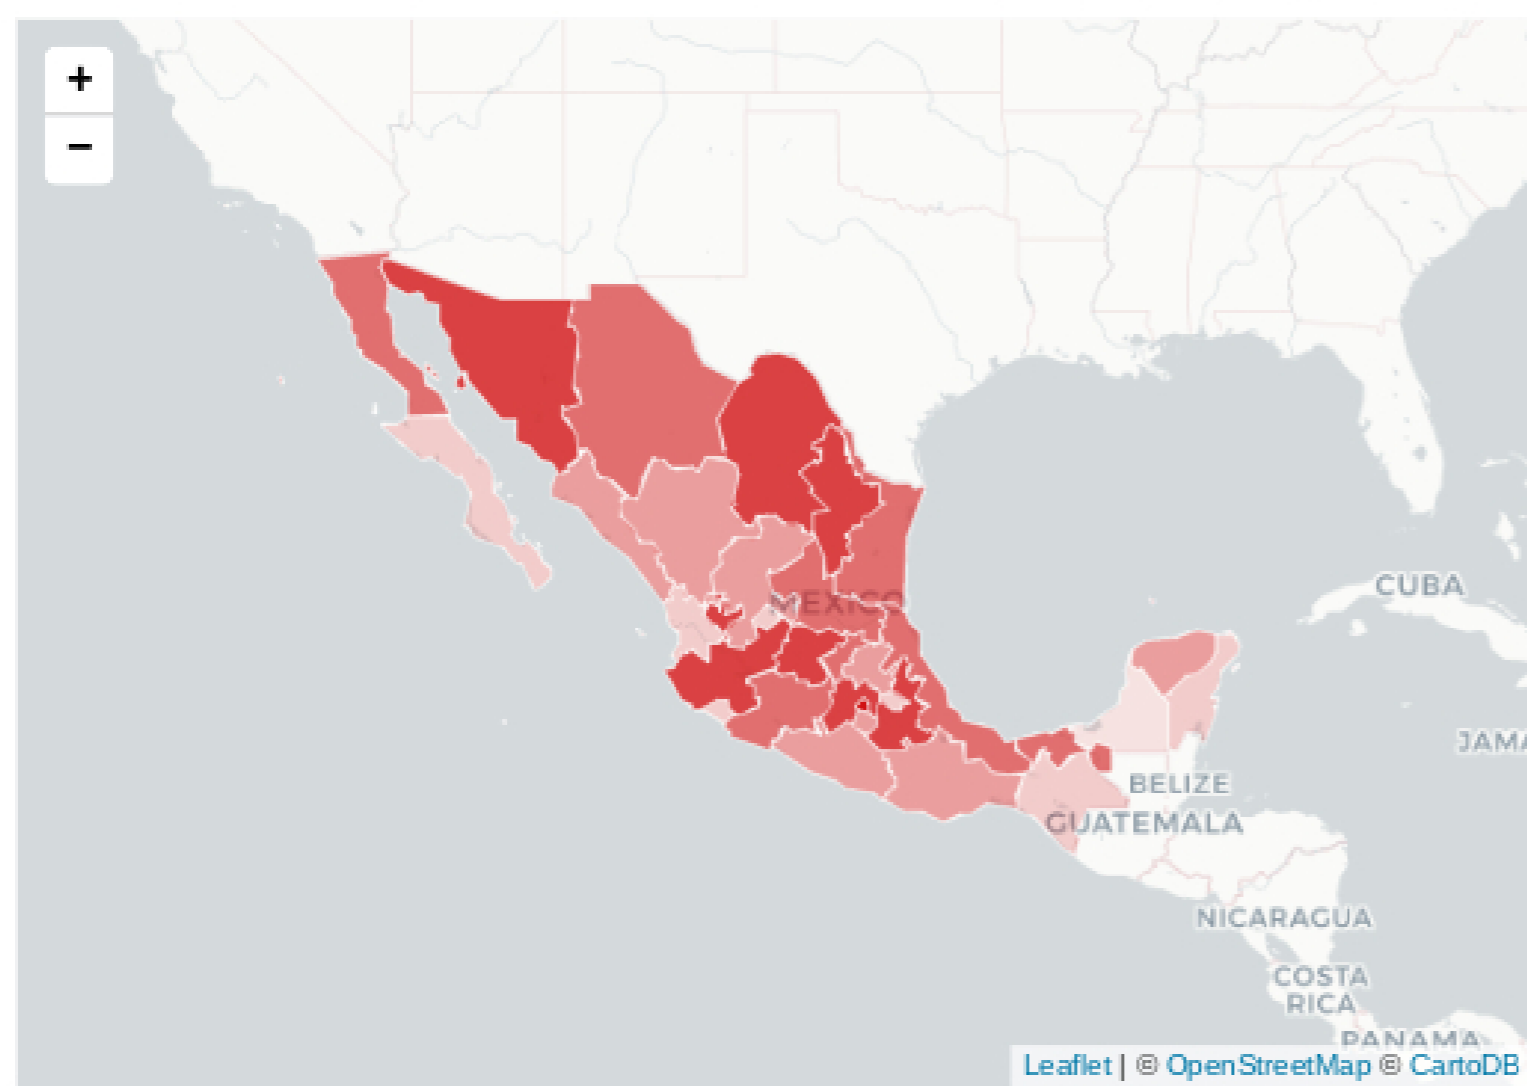 +
−
MEXICO
CUBA
JAMA
BELIZE
GUATEMALA
NICARAGUA
COSTA
RICA
PANAMA
Leaflet | © OpenStreetMap © CartoDB